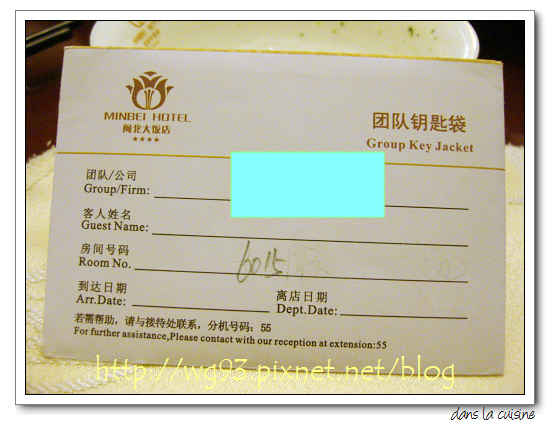 MINBEI HOTEL
闽北大饭店
★★★★
团队钥匙袋
Group Key Jacket
团队/公司
Group/Firm:
客人姓名
Guest Name:
房间号码
Room No. 6015
到达日期
Arr.Date:
离店日期
Dept.Date:
若需帮助，请与接待处联系，分机号码：55
For further assistance,Please contact with our reception at extension:55
http://wg93.pixnet.net/blog
dans la cuisine